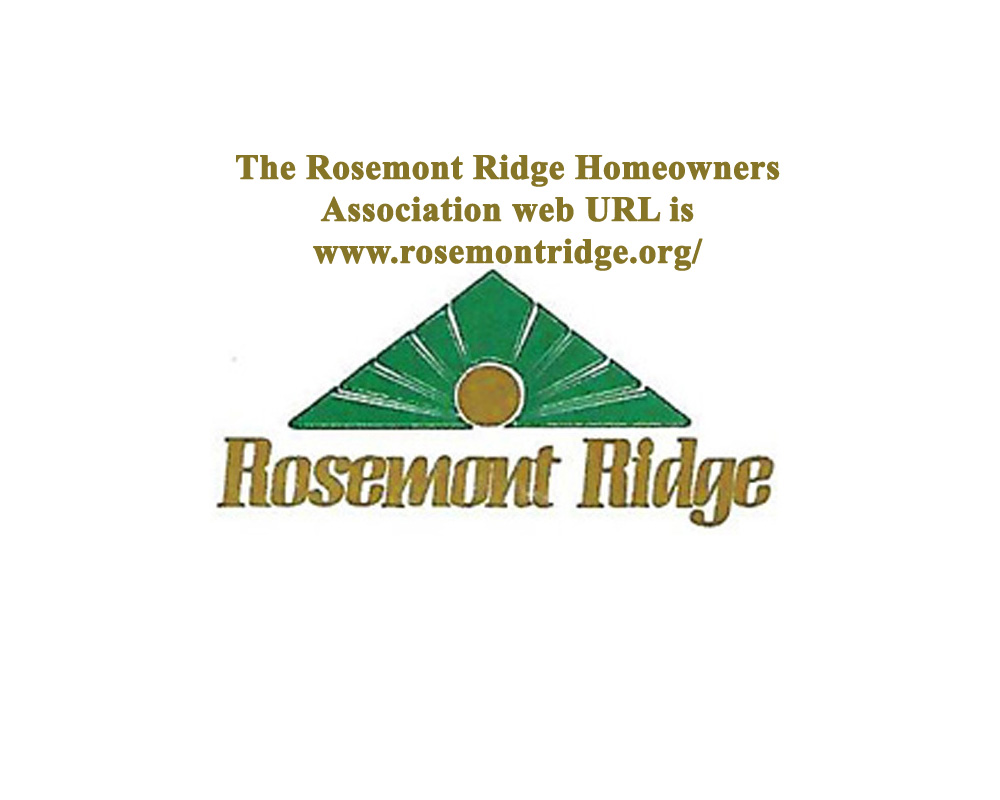 The Rosemont Ridge Homeowners
Association web URL is
www.rosemontridge.org/
Rosemont Ridge